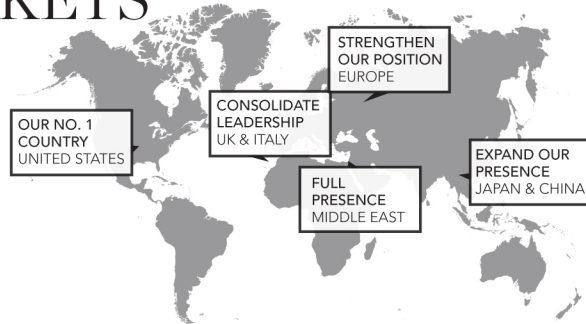 KETS
STRENGTHEN
OUR POSITION
EUROPE
CONSOLIDATE
LEADERSHIP
UK & ITALY
OUR NO. 1
COUNTRY
UNITED STATES
EXPAND OUR
PRESENCE
JAPAN & CHINA
FULL
PRESENCE
MIDDLE EAST